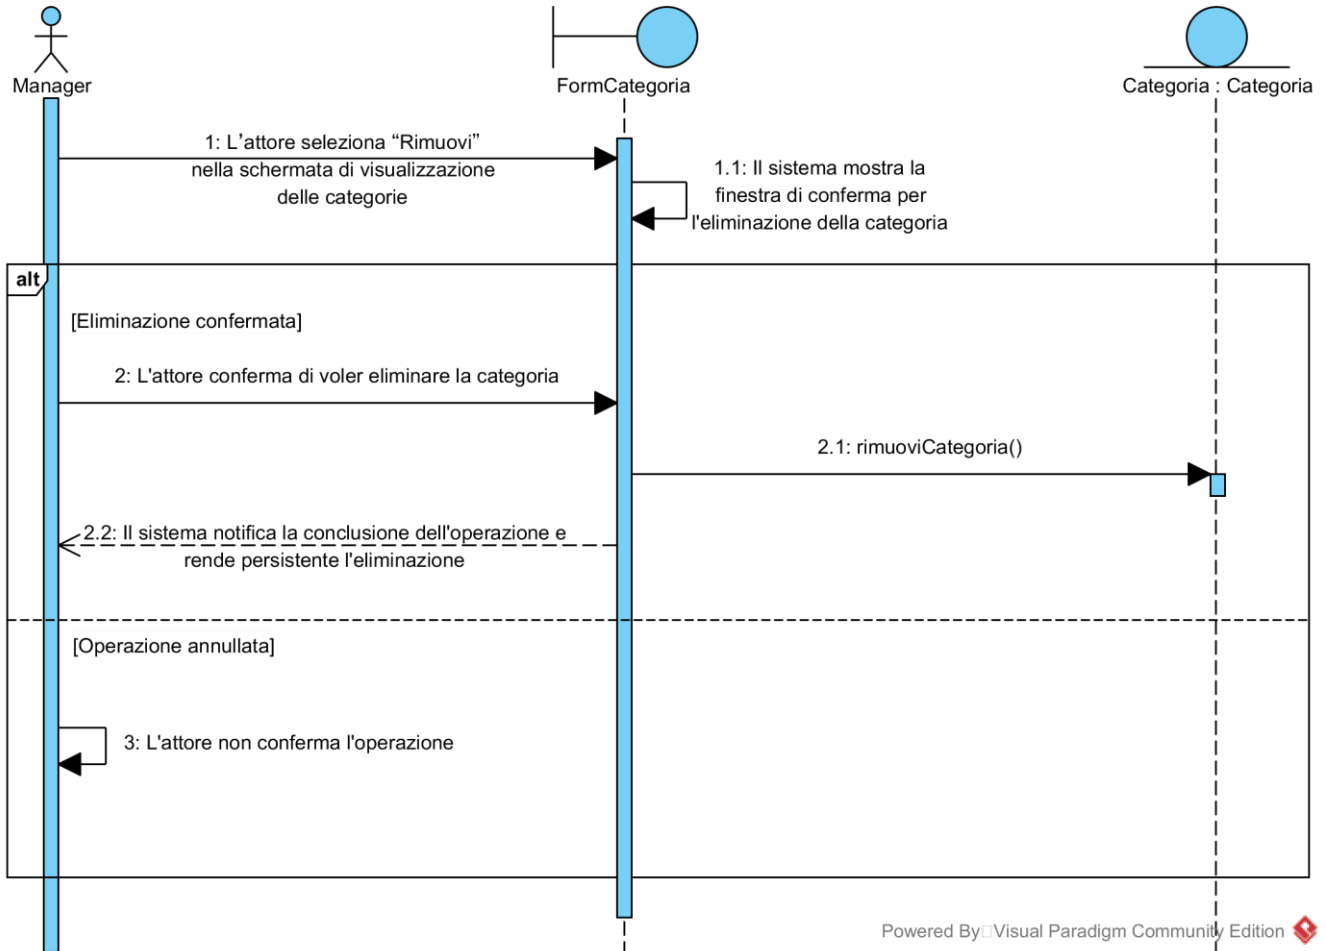 Manager
FormCategoria
Categoria : Categoria
1: L’attore seleziona “Rimuovi”
nella schermata di visualizzazione
delle categorie
1.1: Il sistema mostra la
finestra di conferma per
l'eliminazione della categoria
alt
[Eliminazione confermata]
2: L'attore conferma di voler eliminare la categoria
2.1: rimuoviCategoria()
2.2: Il sistema notifica la conclusione dell'operazione e
rende persistente l'eliminazione
[Operazione annullata]
3: L'attore non conferma l'operazione
Powered By Visual Paradigm Community Edition